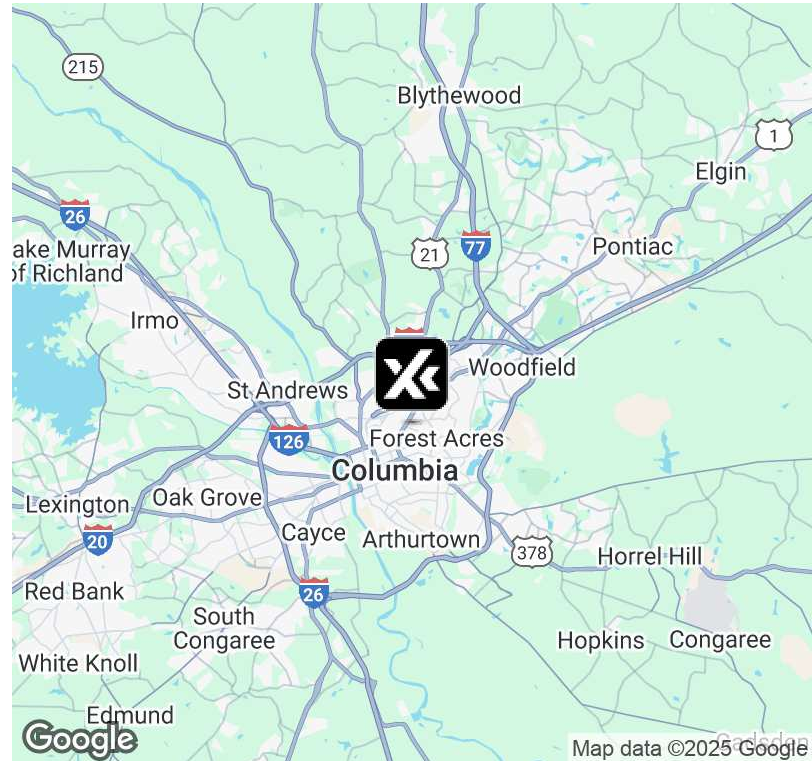 215
Blythewood
1
Elgin
26
ake Murray
of Richland
21
77
Pontiac
Irmo
Woodfield
St Andrews
126
Forest Acres
Columbia
Lexington
Oak Grove
20
Cayce
Arthurtown
378
Horrel Hill
Red Bank
26
South
Congaree
Hopkins
Congaree
White Knoll
Edmund
Gadsden
Google
Map data ©2025 Google